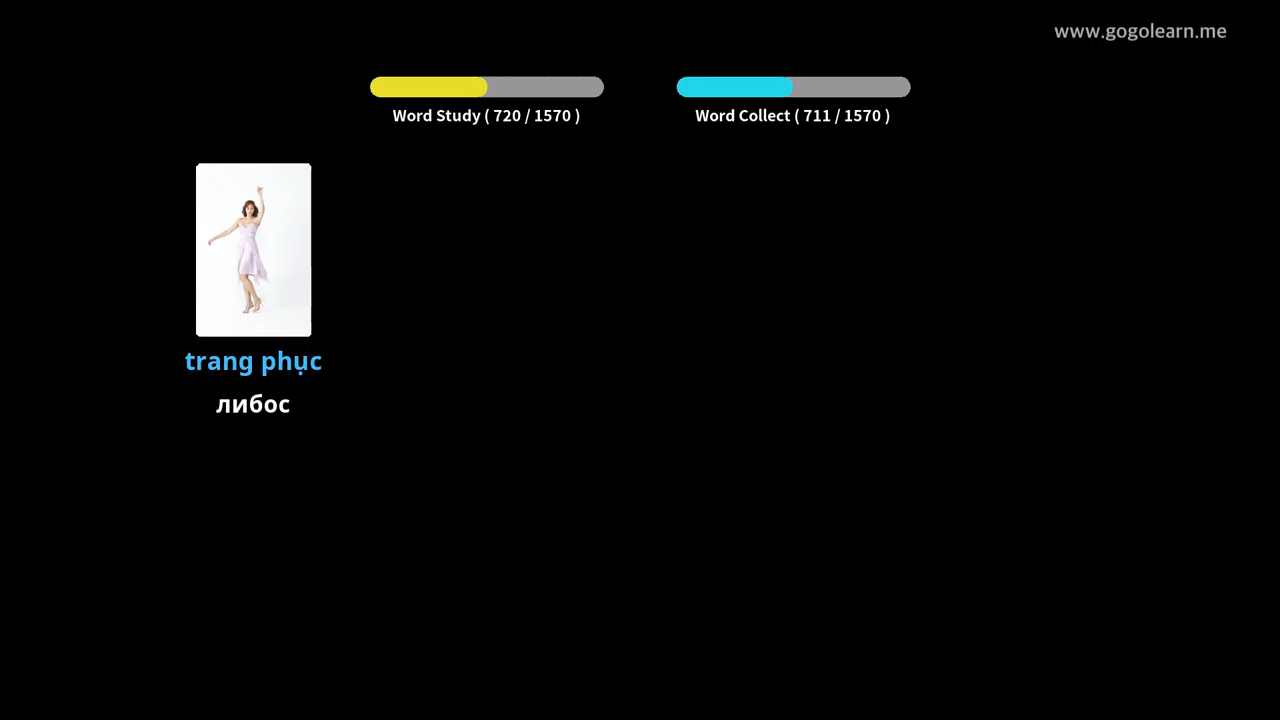 www.gogolearn.me
Word Study ( 720 / 1570 )
Word Collect ( 711 / 1570 )
trang phục
либос